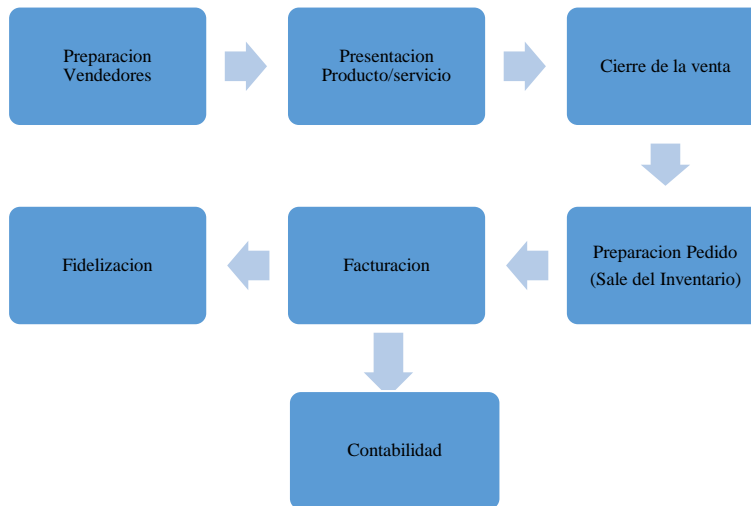 Preparacion
Vendedores
Presentacion
Producto/servicio
Cierre de la venta
Preparacion Pedido
(Sale del Inventario)
Facturacion
Fidelizacion
Contabilidad